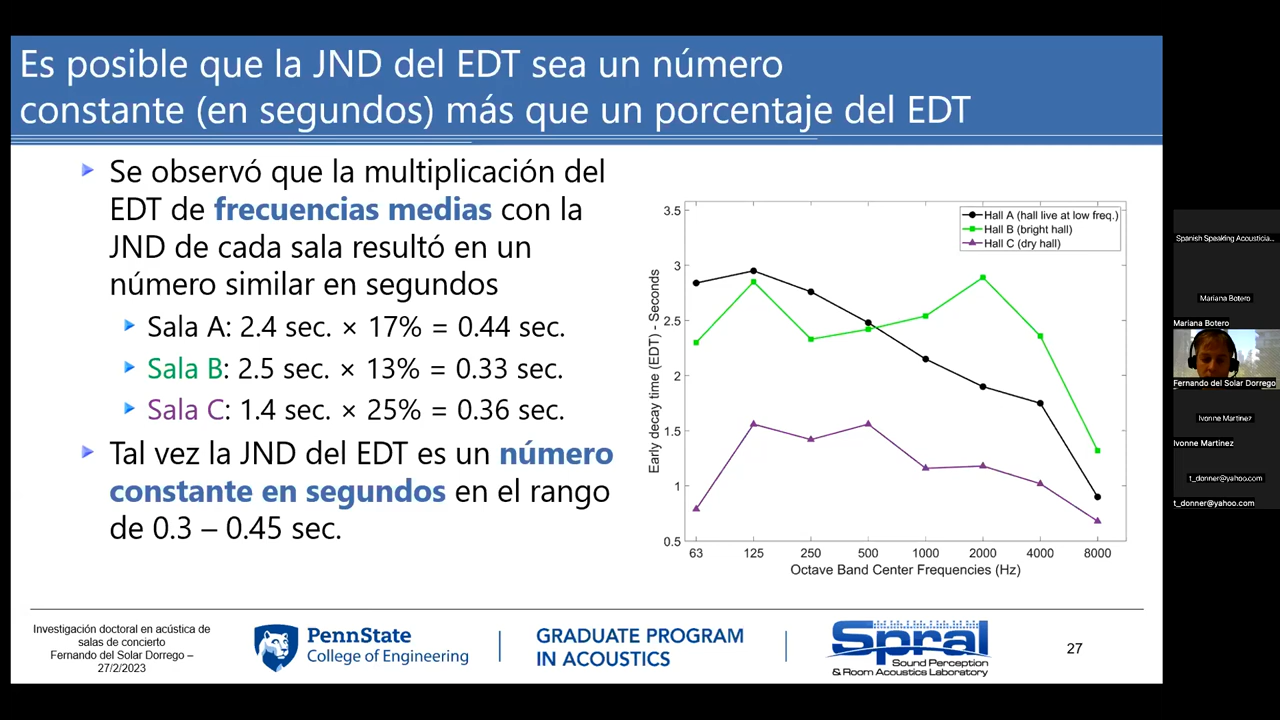 Es posible que la JND del EDT sea un número
constante (en segundos) más que un porcentaje del EDT
Se observó que la multiplicación del
EDT de frecuencias medias con la
JND de cada sala resultó en un
número similar en segundos
Sala A: 2.4 sec. × 17% = 0.44 sec.
Sala B: 2.5 sec. × 13% = 0.33 sec.
Sala C: 1.4 sec. × 25% = 0.36 sec.
Tal vez la JND del EDT es un número
constante en segundos en el rango
de 0.3 – 0.45 sec.
Early decay time (EDT) - Seconds
3.5
3
2.5
2
1.5
1
0.5
Hall A (hall live at low freq.)
Hall B (bright hall)
Hall C (dry hall)
63 125 250 500 1000 2000 4000 8000
Octave Band Center Frequencies (Hz)
Investigación doctoral en acústica de
salas de concierto
Fernando del Solar Dorrego –
27/2/2023
PennState
College of Engineering
GRADUATE PROGRAM
IN ACOUSTICS
Spral
Sound Perception
& Room Acoustics Laboratory
27
Spanish Speaking Acousticia...
Mariana Botero
Mariana Botero
Fernando del Solar Dorrego
Ivonne Martinez
Ivonne Martinez
t_donner@yahoo.com
t_donner@yahoo.com